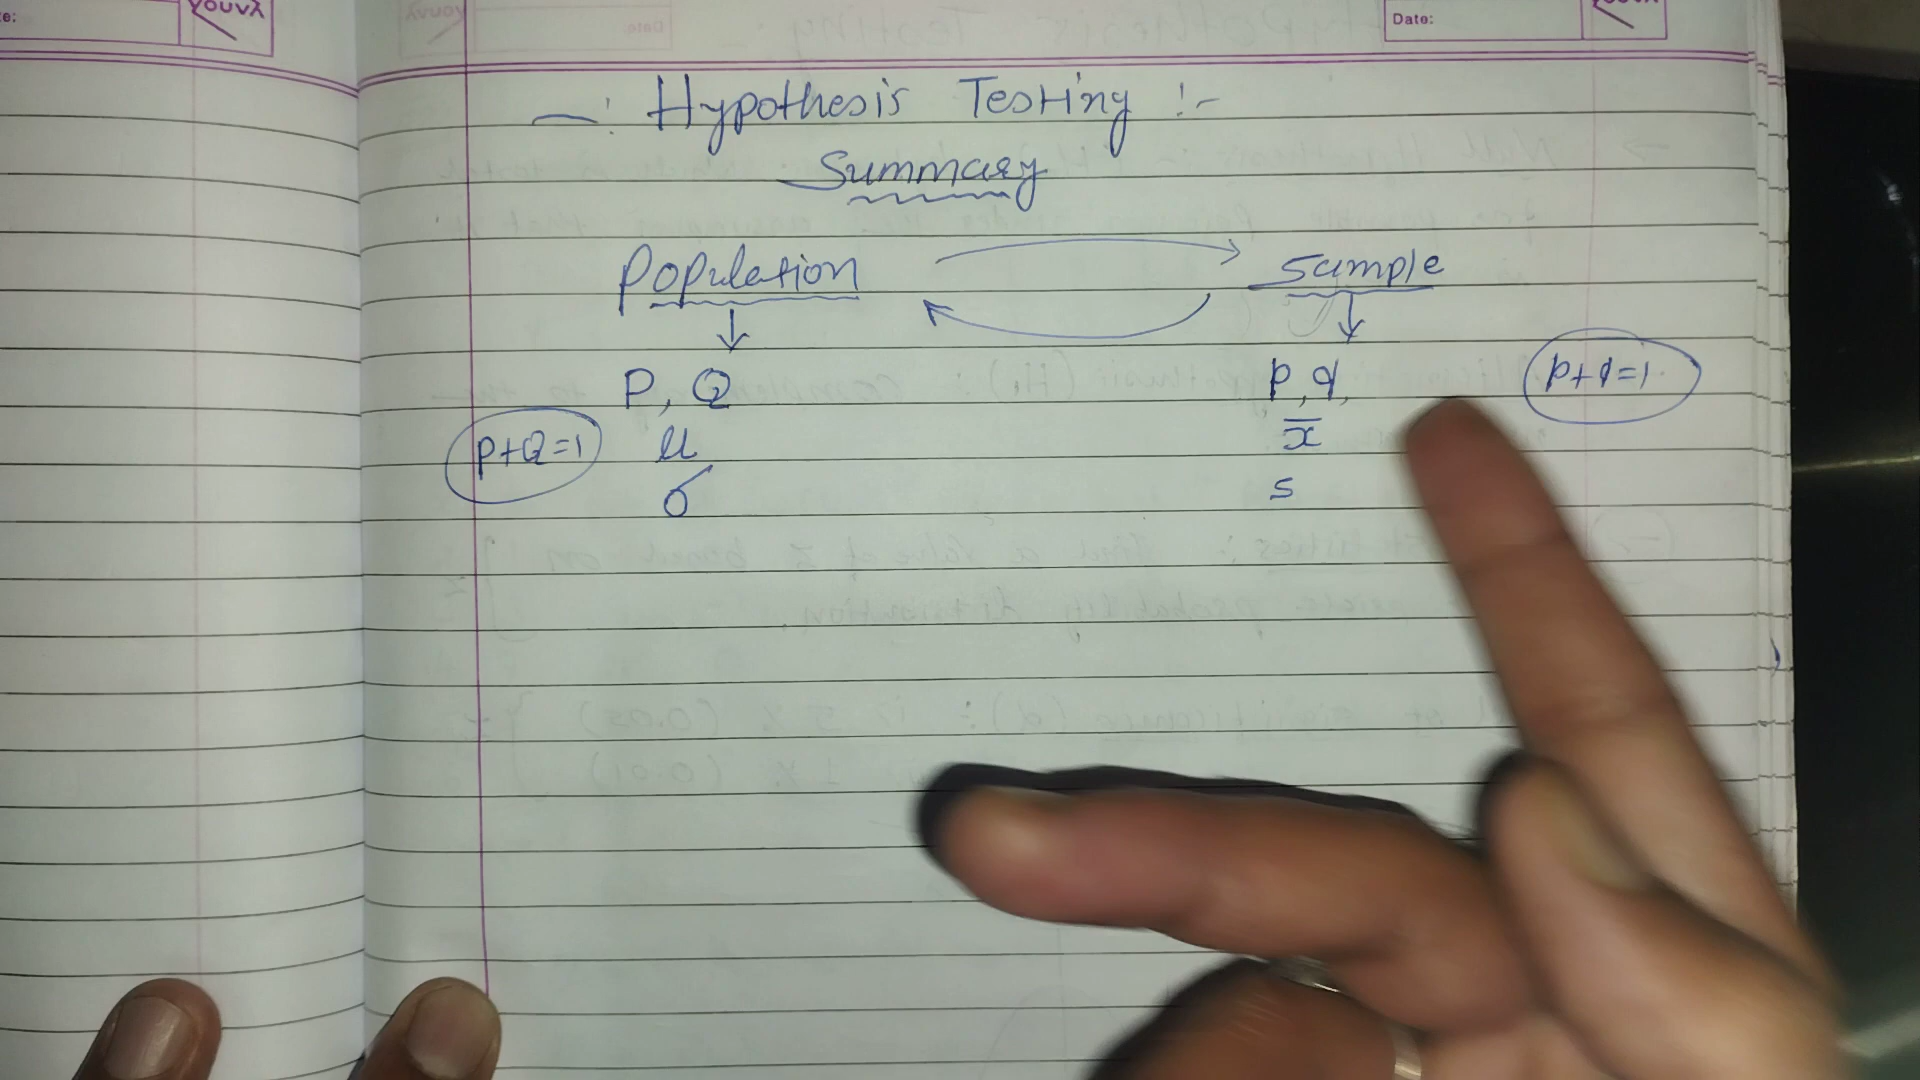 Date:
—: Hypothesis Testing :-
Summary
Population
Sample
P, Q
p, q,
p+q=1
P+Q=1
μ
x̄
σ
s